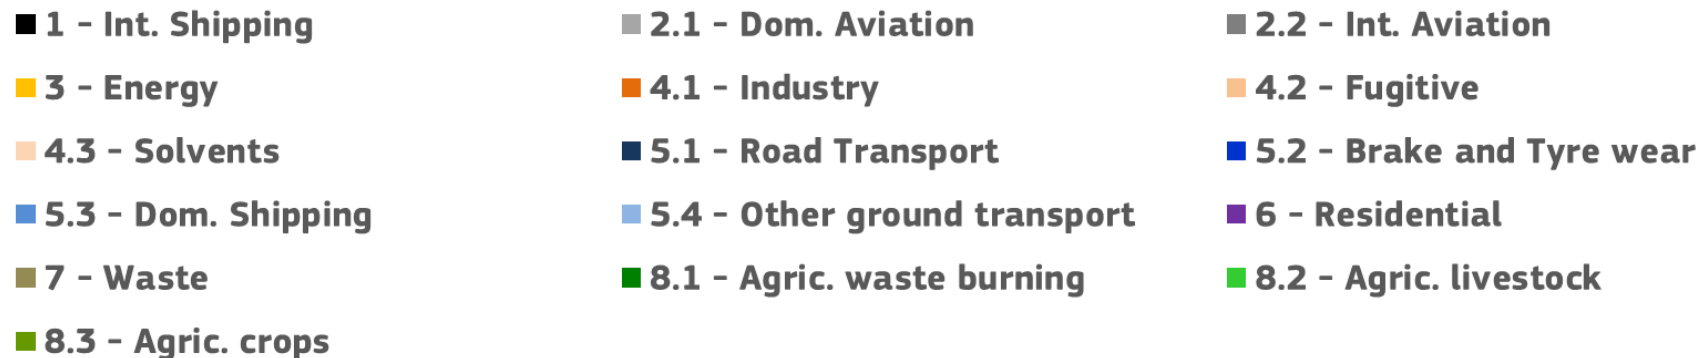 1 - Int. Shipping
2.1 - Dom. Aviation
2.2 - Int. Aviation
3 - Energy
4.1 - Industry
4.2 - Fugitive
4.3 - Solvents
5.1 - Road Transport
5.2 - Brake and Tyre wear
5.3 - Dom. Shipping
5.4 - Other ground transport
6 - Residential
7 - Waste
8.1 - Agric. waste burning
8.2 - Agric. livestock
8.3 - Agric. crops